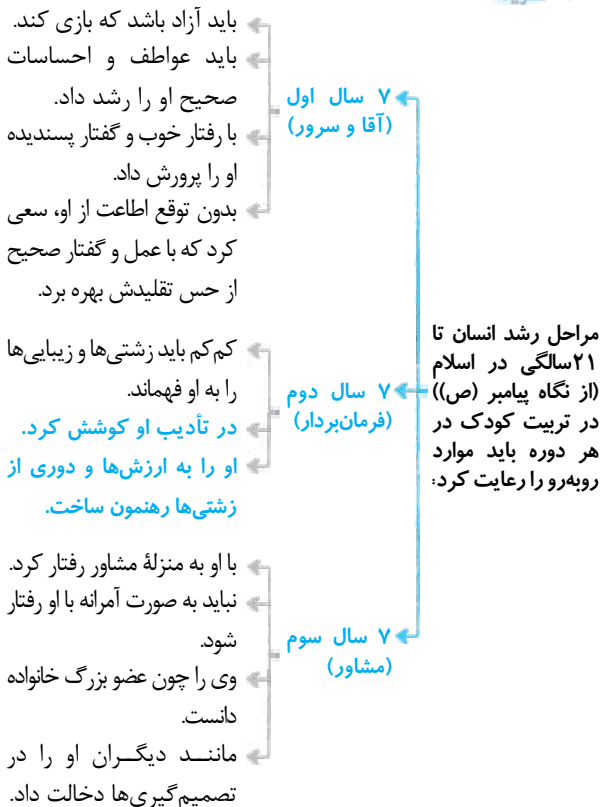 مراحل رشد انسان تا
۲۱سالگی در اسلام
(از نگاه پیامبر (ص))
در تربیت کودک در
هر دوره باید موارد
روبه‌رو را رعایت کرد:
۷ سال اول
(آقا و سرور)
باید آزاد باشد که بازی کند.
باید عواطف و احساسات
صحیح او را رشد داد.
با رفتار خوب و گفتار پسندیده
او را پرورش داد.
بدون توقع اطاعت از او، سعی
کرد که با عمل و گفتار صحیح
از حس تقلیدش بهره برد.
۷ سال دوم
(فرمان‌بردار)
کم‌کم باید زشتی‌ها و زیبایی‌ها
را به او فهماند.
در تأدیب او کوشش کرد.
او را به ارزش‌ها و دوری از
زشتی‌ها رهنمون ساخت.
۷ سال سوم
(مشاور)
با او به منزلهٔ مشاور رفتار کرد.
نباید به صورت آمرانه با او رفتار
شود.
وی را چون عضو بزرگ خانواده
دانست.
ماننــد دیگــران او را در
تصمیم‌گیری‌ها دخالت داد.